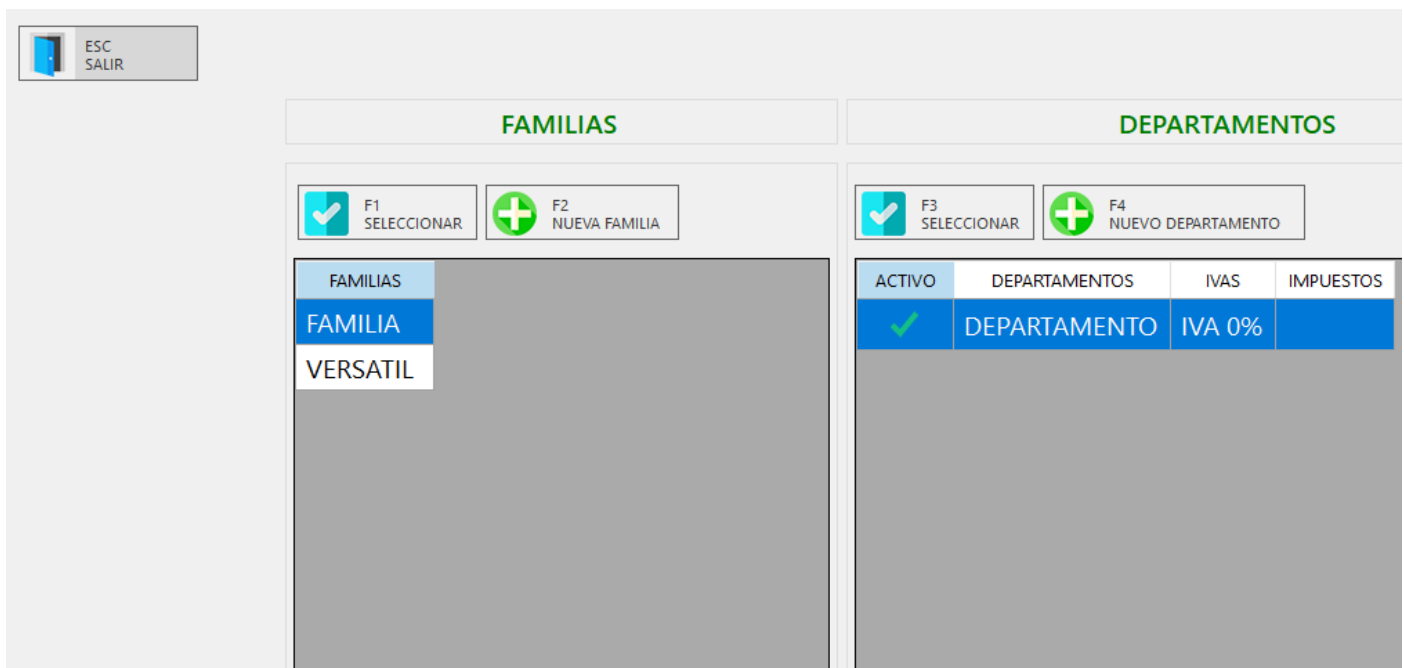 ESC
SALIR
FAMILIAS
DEPARTAMENTOS
F1
SELECCIONAR
F2
NUEVA FAMILIA
F3
SELECCIONAR
F4
NUEVO DEPARTAMENTO
FAMILIAS
FAMILIA
VERSATIL
ACTIVO DEPARTAMENTOS IVAS IMPUESTOS
DEPARTAMENTO IVA 0%